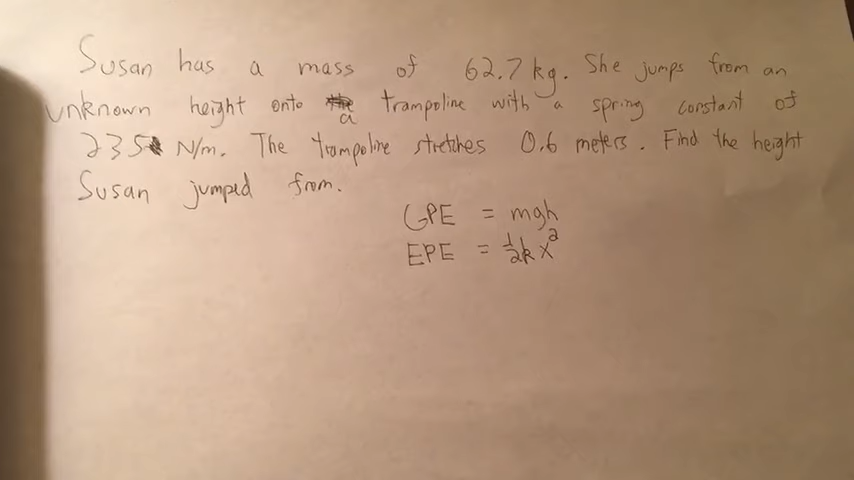 Susan has a mass of 62.7 kg. She jumps from an
unknown height onto a trampoline with a spring constant of
235 N/m. The trampoline stretches 0.6 meters. Find the height
Susan jumped from.
GPE = mgh
EPE = ½kx²